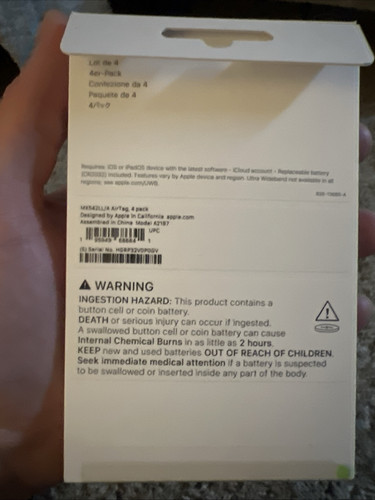 Lot de 4
4er-Pack
Confezione da 4
Paquete de 4
Requires: iOS or iPadOS device with the latest software • iCloud account • Replaceable battery
(CR2032) included. Features vary by Apple device and region. Ultra Wideband not available in all
regions; see apple.com/UWB.
MX542LL/A AirTag, 4 pack
Designed by Apple in California apple.com
Assembled in China Model A2187
UPC
(S) Serial No.
WARNING
INGESTION HAZARD: This product contains a
button cell or coin battery.
DEATH or serious injury can occur if ingested.
A swallowed button cell or coin battery can cause
Internal Chemical Burns in as little as 2 hours.
KEEP new and used batteries OUT OF REACH OF CHILDREN.
Seek immediate medical attention if a battery is suspected
to be swallowed or inserted inside any part of the body.